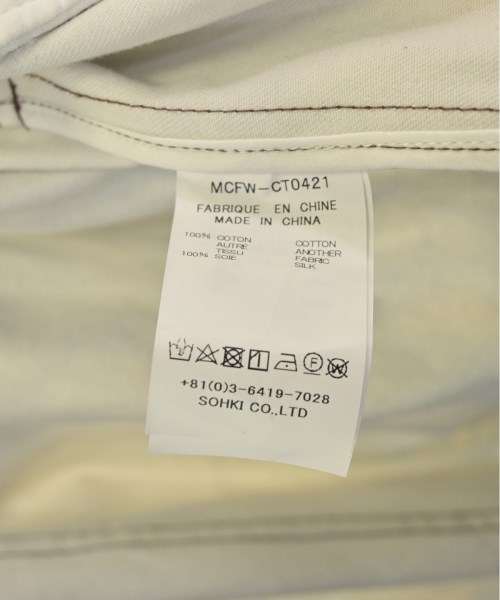 MCFW-CT0421
FABRIQUE EN CHINE
MADE IN CHINA
100% COTON COTTON
AUTRE ANOTHER
TISSU FABRIC
100% SOIE SILK
F W
+81(0)3-6419-7028
SOHKI CO.,LTD